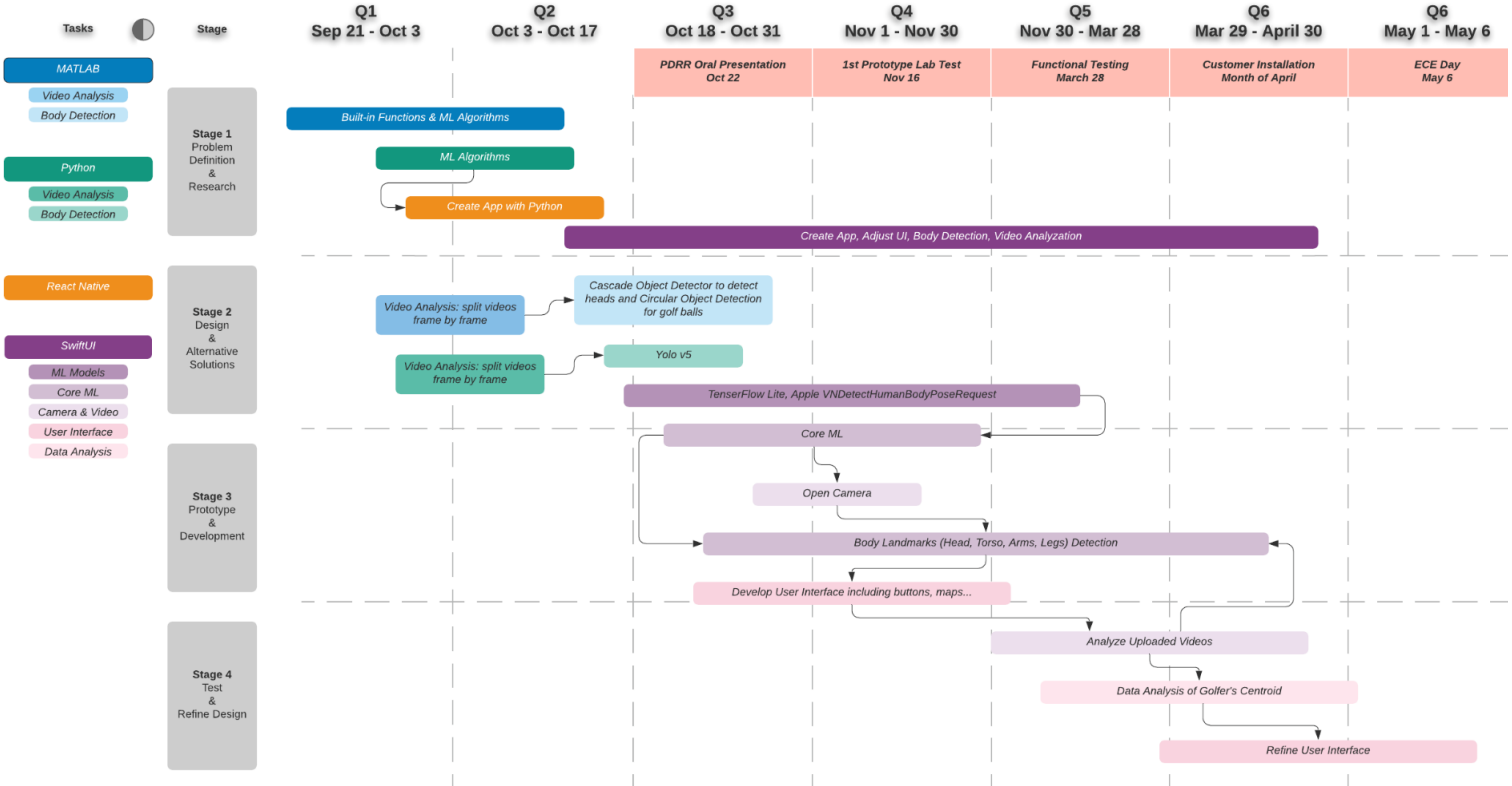 Tasks
Stage
Q1
Sep 21 - Oct 3
Q2
Oct 3 - Oct 17
Q3
Oct 18 - Oct 31
Q4
Nov 1 - Nov 30
Q5
Nov 30 - Mar 28
Q6
Mar 29 - April 30
Q6
May 1 - May 6
PDRR Oral Presentation
Oct 22
1st Prototype Lab Test
Nov 16
Functional Testing
March 28
Customer Installation
Month of April
ECE Day
May 6
MATLAB
Video Analysis
Body Detection
Python
Video Analysis
Body Detection
React Native
SwiftUI
ML Models
Core ML
Camera & Video
User Interface
Data Analysis
Stage 1
Problem
Definition
&
Research
Built-in Functions & ML Algorithms
ML Algorithms
Create App with Python
Create App, Adjust UI, Body Detection, Video Analyzation
Stage 2
Design
&
Alternative
Solutions
Video Analysis: split videos
frame by frame
Cascade Object Detector to detect
heads and Circular Object Detection
for golf balls
Video Analysis: split videos
frame by frame
Yolo v5
TenserFlow Lite, Apple VNDetectHumanBodyPoseRequest
Stage 3
Prototype
&
Development
Core ML
Open Camera
Body Landmarks (Head, Torso, Arms, Legs) Detection
Develop User Interface including buttons, maps...
Stage 4
Test
&
Refine Design
Analyze Uploaded Videos
Data Analysis of Golfer's Centroid
Refine User Interface